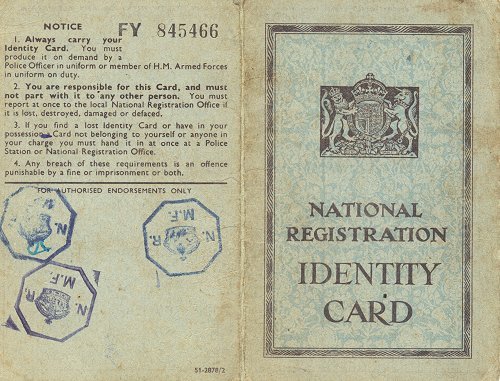 NOTICE FY 845466
1. Always carry your
Identity Card. You must
produce it on demand by a
Police Officer in uniform or member of H.M. Armed Forces
in uniform on duty.
2. You are responsible for this Card, and must
not part with it to any other person. You must
report at once to the local National Registration Office if
it is lost, destroyed, damaged or defaced.
3. If you find a lost Identity Card or have in your
possession a Card not belonging to yourself or anyone in
your charge you must hand it in at once at a Police
Station or National Registration Office.
4. Any breach of these requirements is an offence
punishable by a fine or imprisonment or both.
FOR AUTHORISED ENDORSEMENTS ONLY
N.
R.
M.F.
N.
R.
M.F.
N.
R.
M.F.
51-2878/2
NATIONAL
REGISTRATION
IDENTITY
CARD